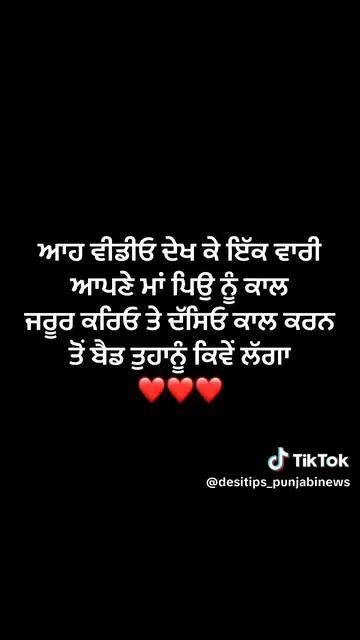 ਆਹ ਵੀਡੀਓ ਦੇਖ ਕੇ ਇੱਕ ਵਾਰੀ
ਆਪਣੇ ਮਾਂ ਪਿਉ ਨੂੰ ਕਾਲ
ਜਰੂਰ ਕਰਿਓ ਤੇ ਦੱਸਿਓ ਕਾਲ ਕਰਨ
ਤੋਂ ਬੈਡ ਤੁਹਾਨੂੰ ਕਿਵੇਂ ਲੱਗਾ
❤️❤️❤️
TikTok
@desitips_punjabinews